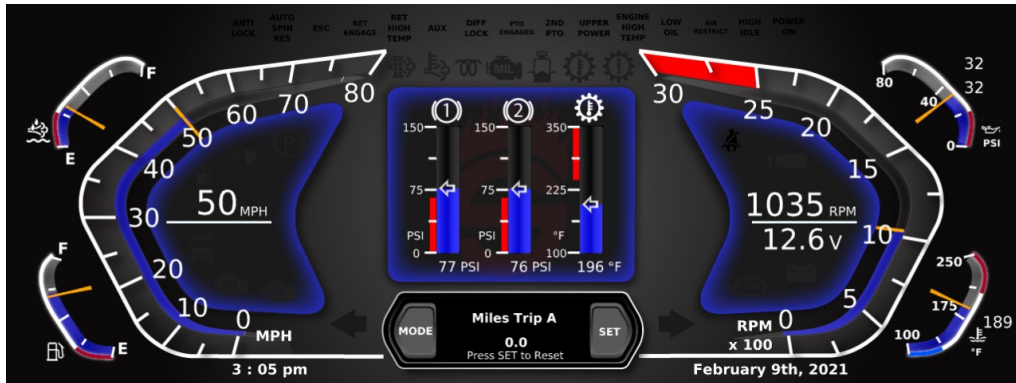 ANTI LOCK
AUTO SPIN RES
ESC
RET ENGAGE
RET HIGH TEMP
AUX
DIFF LOCK
PTO ENGAGED
2ND PTO
UPPER POWER
ENGINE HIGH TEMP
LOW OIL
AIR RESTRICT
HIGH IDLE
POWER ON
MIL
F
E
80
70
60
50
40
30
20
10
0
MPH
50 MPH
F
E
3 : 05 pm
(1)
150
75
PSI
0
77 PSI
(2)
150
75
PSI
0
76 PSI
350
225
°F
100
196 °F
MODE
Miles Trip A
0.0
Press SET to Reset
SET
30
25
20
15
10
5
0
RPM
x 100
1035 RPM
12.6 V
32
32
80
40
0
PSI
250
175
100
189
°F
February 9th, 2021